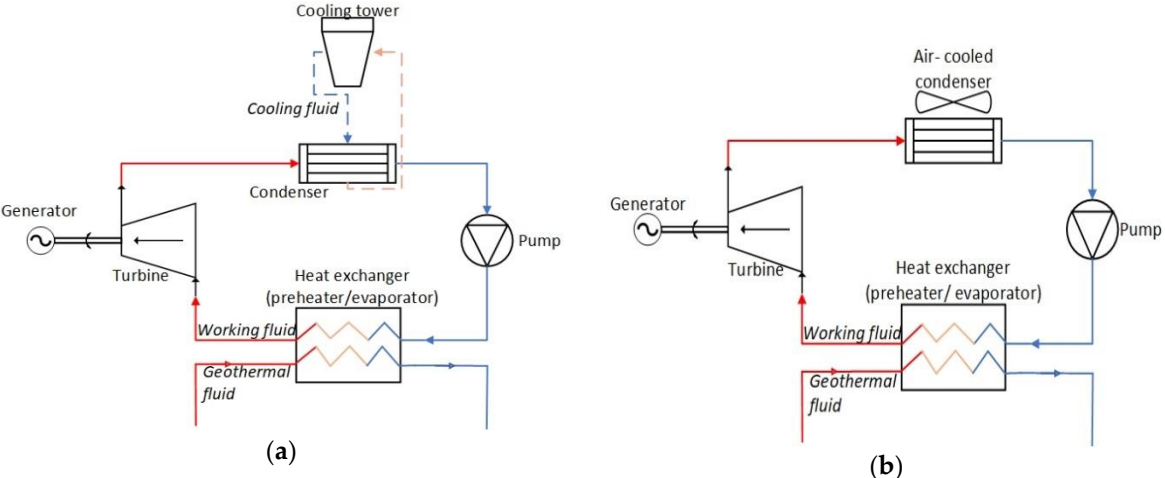 Cooling tower
Cooling fluid
Condenser
Generator
Turbine
Pump
Heat exchanger
(preheater/evaporator)
Working fluid
Geothermal
fluid
(a)
Air- cooled
condenser
Generator
Turbine
Pump
Heat exchanger
(preheater/ evaporator)
Working fluid
Geothermal
fluid
(b)